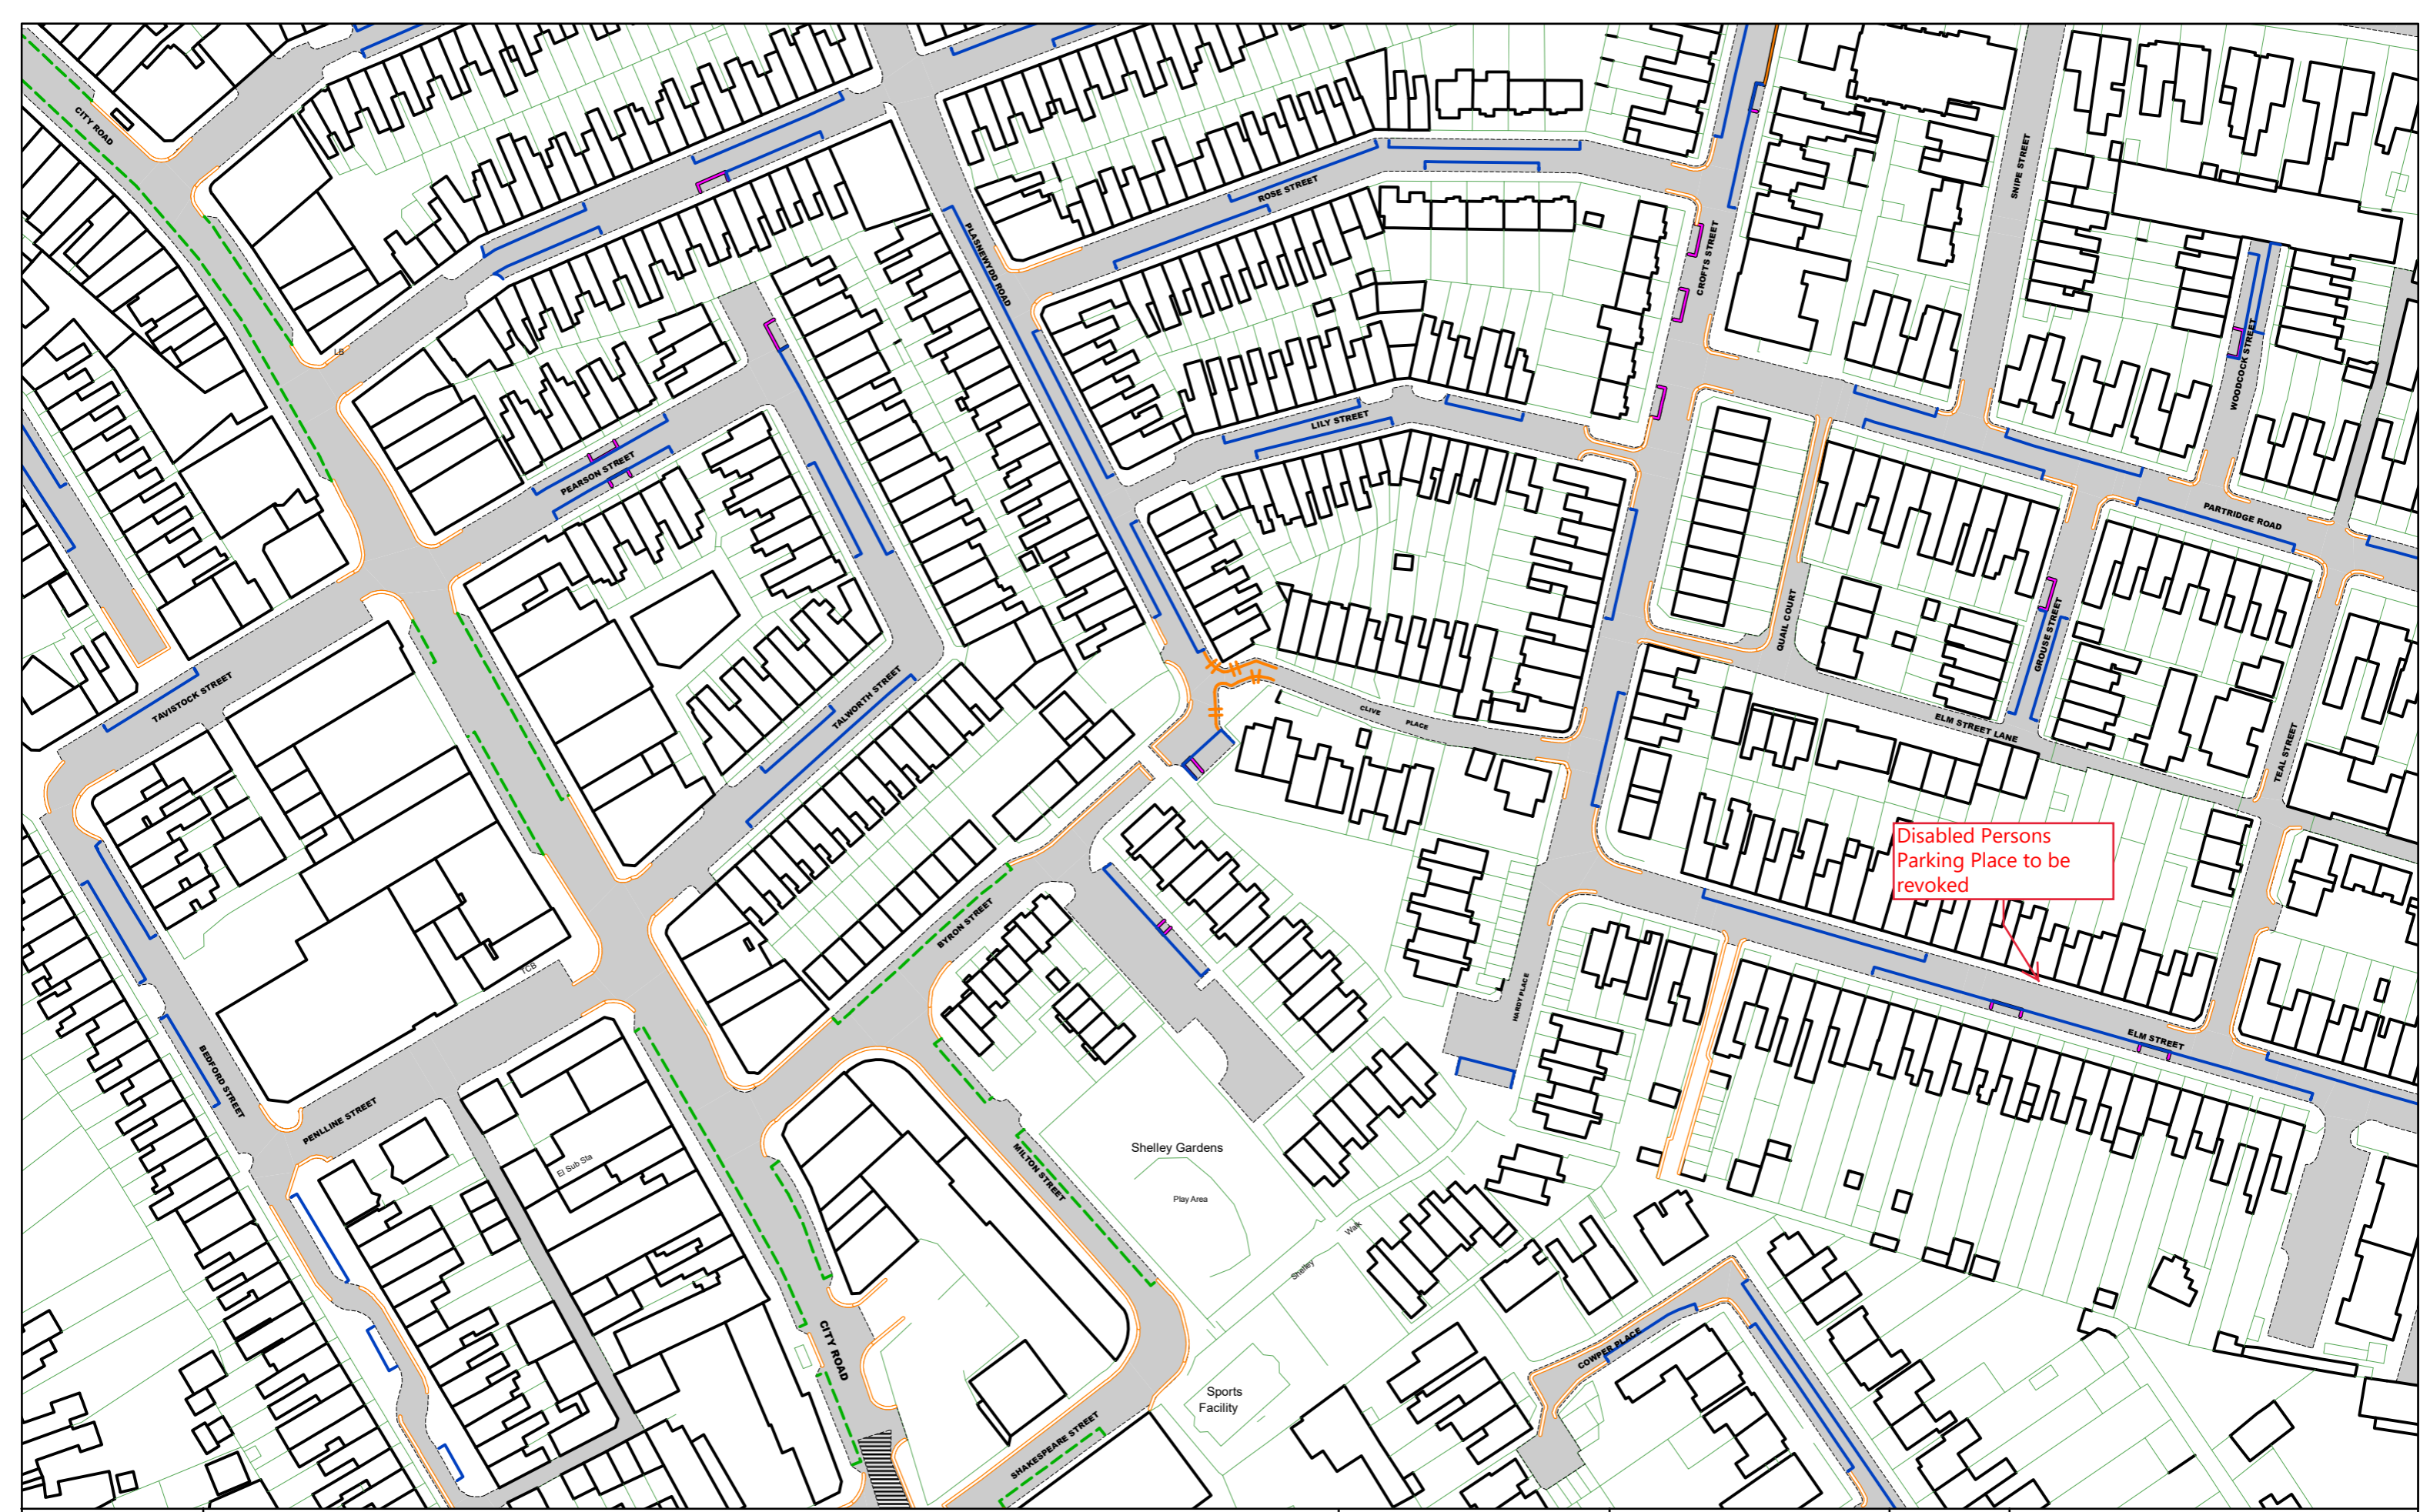 CITY ROAD
SNIPE STREET
ROSE STREET
PLASNEWYDD ROAD
CROFTS STREET
LB
WOODCOCK STREET
LILY STREET
PEARSON STREET
PARTRIDGE ROAD
QUAIL COURT
GROUSE STREET
TAVISTOCK STREET
TALWORTH STREET
CLIVE PLACE
ELM STREET LANE
TEAL STREET
Disabled Persons
Parking Place to be
revoked
BYRON STREET
TCB
HARDY PLACE
ELM STREET
BEDFORD STREET
PENLLINE STREET
Shelley Gardens
El Sub Sta
MILTON STREET
Play Area
Walk
Shelley
CITY ROAD
COWPER PLACE
Sports
Facility
SHAKESPEARE STREET